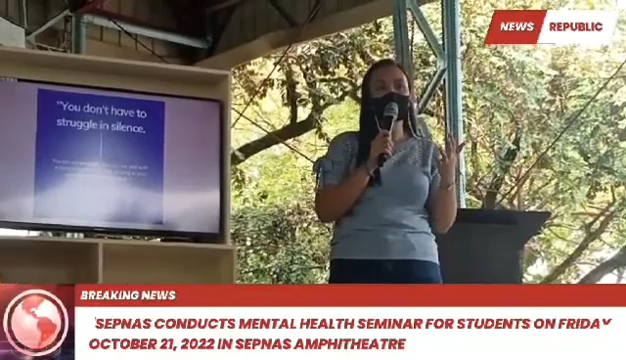 NEWS REPUBLIC
"You don't have to
struggle in silence.
BREAKING NEWS
'SEPNAS CONDUCTS MENTAL HEALTH SEMINAR FOR STUDENTS ON FRIDAY
OCTOBER 21, 2022 IN SEPNAS AMPHITHEATRE